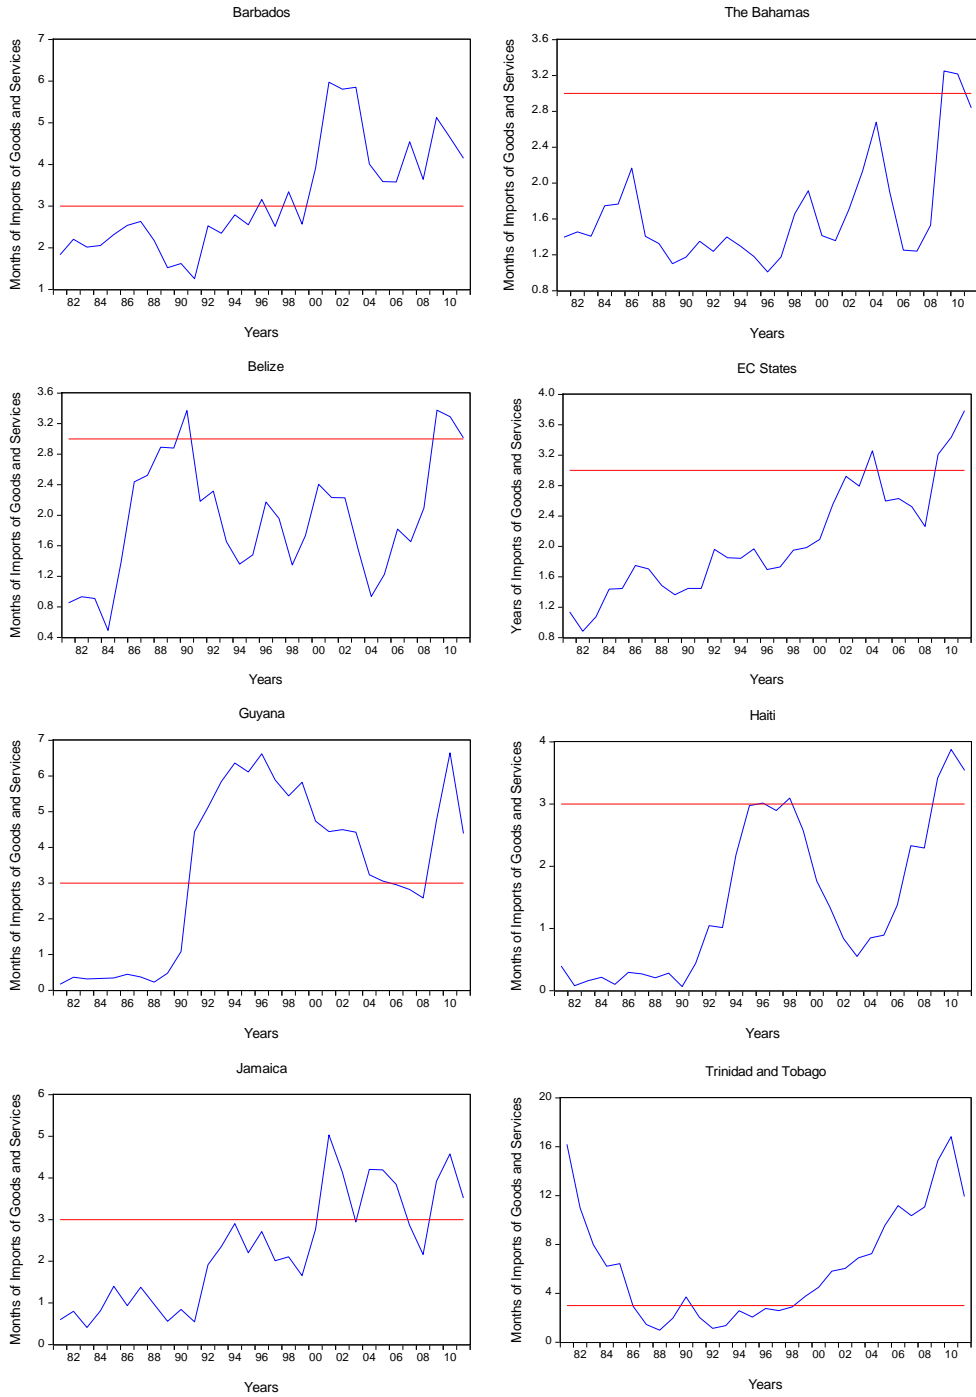 Barbados
Months of Imports of Goods and Services
7
6
5
4
3
2
1
82 84 86 88 90 92 94 96 98 00 02 04 06 08 10
Years
The Bahamas
Months of Imports of Goods and Services
3.6
3.2
2.8
2.4
2.0
1.6
1.2
0.8
82 84 86 88 90 92 94 96 98 00 02 04 06 08 10
Years
Belize
Months of Imports of Goods and Services
3.6
3.2
2.8
2.4
2.0
1.6
1.2
0.8
0.4
82 84 86 88 90 92 94 96 98 00 02 04 06 08 10
Years
EC States
Years of Imports of Goods and Services
4.0
3.6
3.2
2.8
2.4
2.0
1.6
1.2
0.8
82 84 86 88 90 92 94 96 98 00 02 04 06 08 10
Years
Guyana
Months of Imports of Goods and Services
7
6
5
4
3
2
1
0
82 84 86 88 90 92 94 96 98 00 02 04 06 08 10
Years
Haiti
Months of Imports of Goods and Services
4
3
2
1
0
82 84 86 88 90 92 94 96 98 00 02 04 06 08 10
Years
Jamaica
Months of Imports of Goods and Services
6
5
4
3
2
1
0
82 84 86 88 90 92 94 96 98 00 02 04 06 08 10
Years
Trinidad and Tobago
Months of Imports of Goods and Services
20
16
12
8
4
0
82 84 86 88 90 92 94 96 98 00 02 04 06 08 10
Years